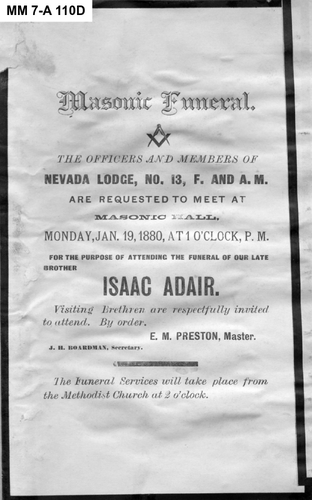 MM 7-A 110D
Masonic Funeral.
THE OFFICERS AND MEMBERS OF
NEVADA LODGE, NO. 13, F. AND A. M.
ARE REQUESTED TO MEET AT
MASONIC HALL,
MONDAY, JAN. 19, 1880, AT 1 O'CLOCK, P. M.
FOR THE PURPOSE OF ATTENDING THE FUNERAL OF OUR LATE
BROTHER
ISAAC ADAIR.
Visiting Brethren are respectfully invited
to attend. By order.
E. M. PRESTON, Master.
J. H. BOARDMAN, Secretary.
The Funeral Services will take place from
the Methodist Church at 2 o'clock.